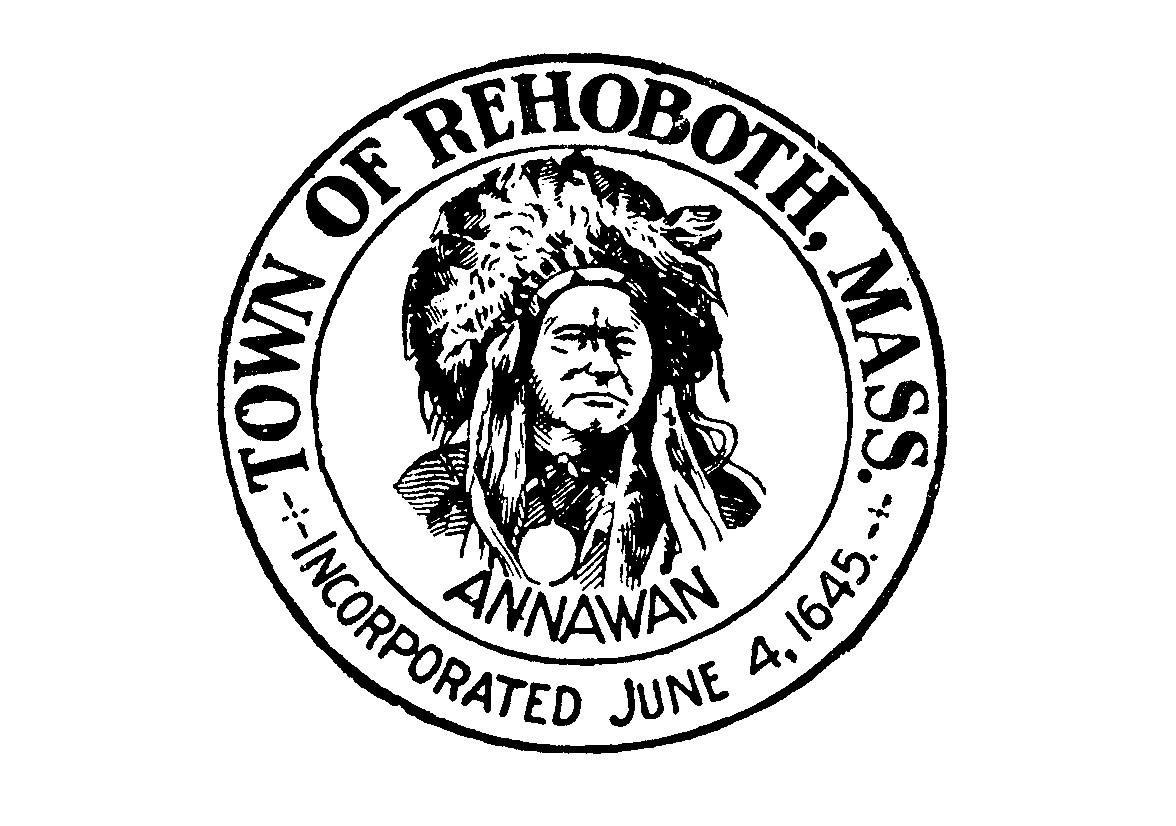 TOWN OF REHOBOTH, MASS.
ANNAWAN
INCORPORATED JUNE 4, 1645.